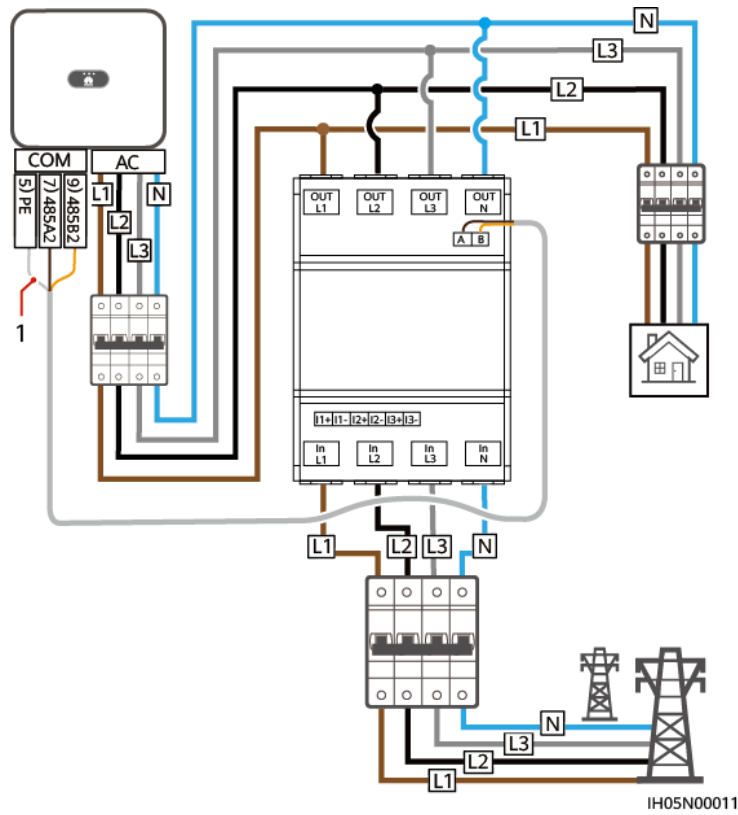 N
L3
L2
L1
COM
AC
5) PE
7) 485A2
9) 485B2
L1
L2
L3
N
1
OUT
L1
OUT
L2
OUT
L3
OUT
N
A
B
I1+ I1- I2+ I2- I3+ I3-
In
L1
In
L2
In
L3
In
N
L1
L2
L3
N
N
L3
L2
L1
IH05N00011